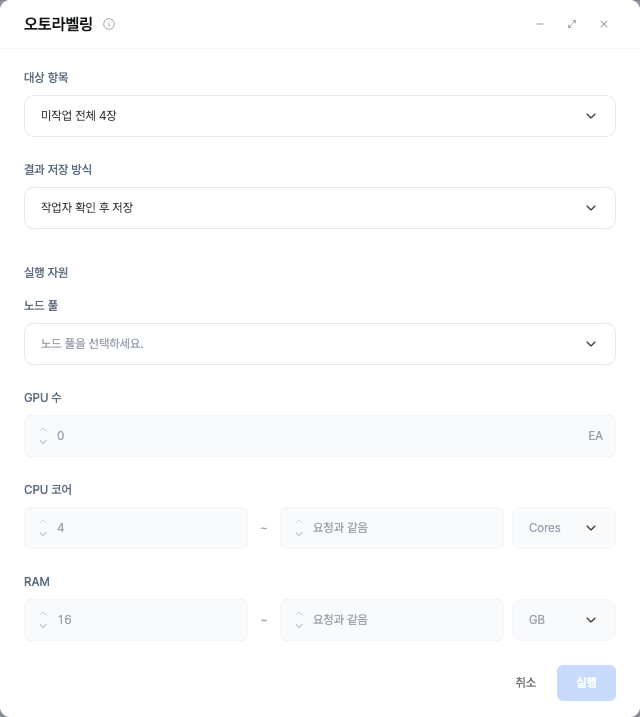 오토라벨링
대상 항목
미작업 전체 4장
결과 저장 방식
작업자 확인 후 저장
실행 자원
노드 풀
노드 풀을 선택하세요.
GPU 수
0 EA
CPU 코어
4 ~ 요청과 같음 Cores
RAM
16 ~ 요청과 같음 GB
취소 실행